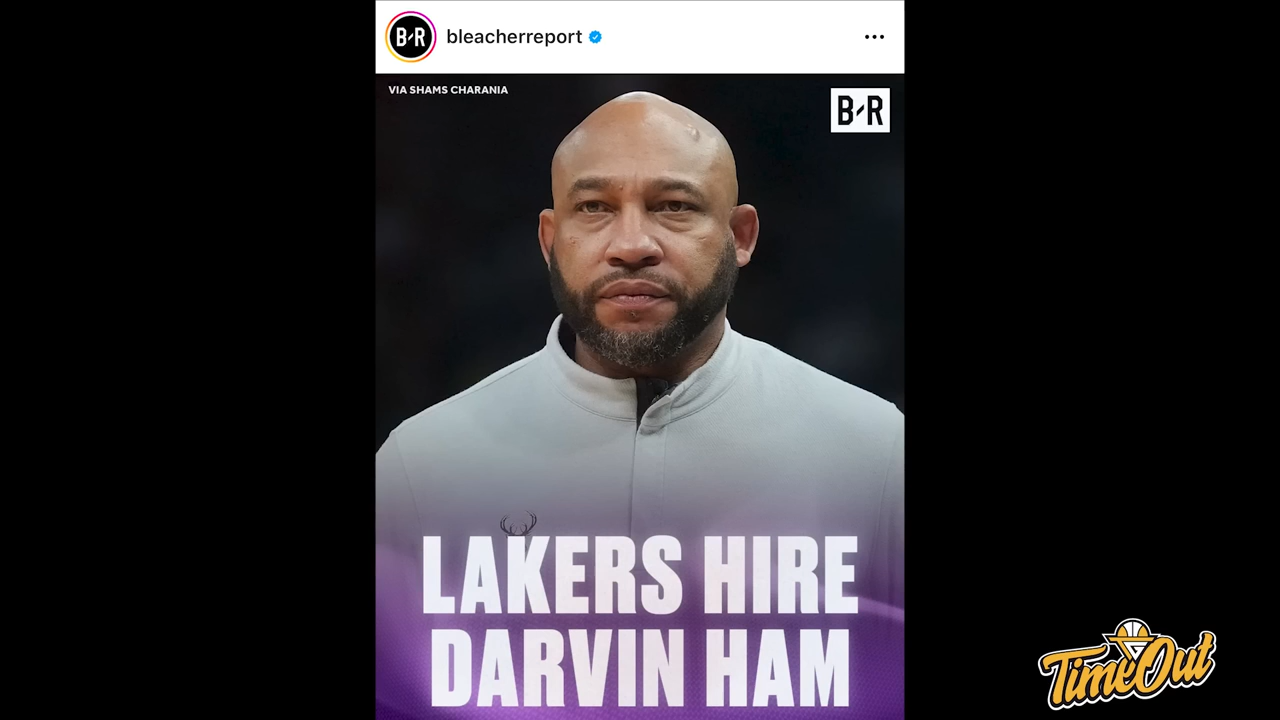 B-R
bleacherreport
VIA SHAMS CHARANIA
B-R
LAKERS HIRE
DARVIN HAM
TimeOut